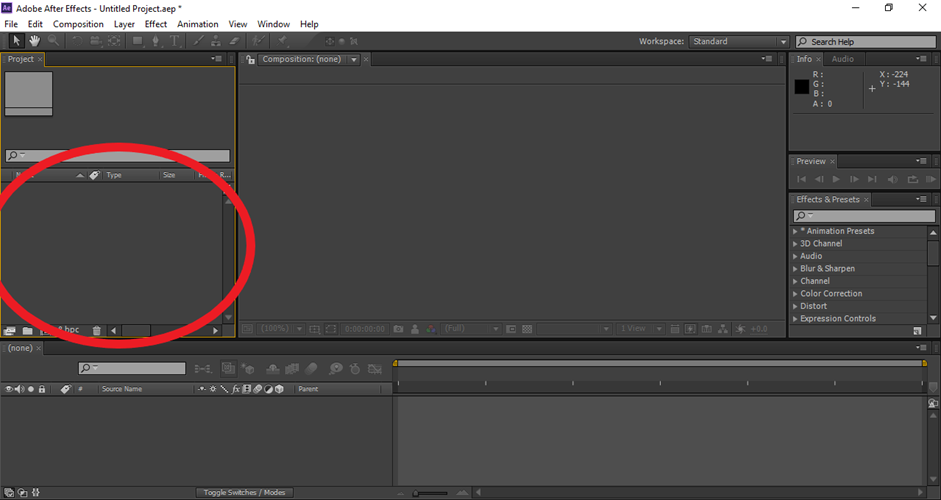 Ae Adobe After Effects - Untitled Project.aep *
File Edit Composition Layer Effect Animation View Window Help
Workspace: Standard Search Help
Project × Composition: (none) × Info × Audio
R : X : -224
G : Y : -144
B :
A : 0
Preview ×
Type Size R...
Effects & Presets ×
* Animation Presets
3D Channel
Audio
Blur & Sharpen
Channel
Color Correction
Distort
Expression Controls
bpc (100%) 0:00:00:00 (Full) 1 View +0.0
(none) ×
# Source Name fx Parent
Toggle Switches / Modes